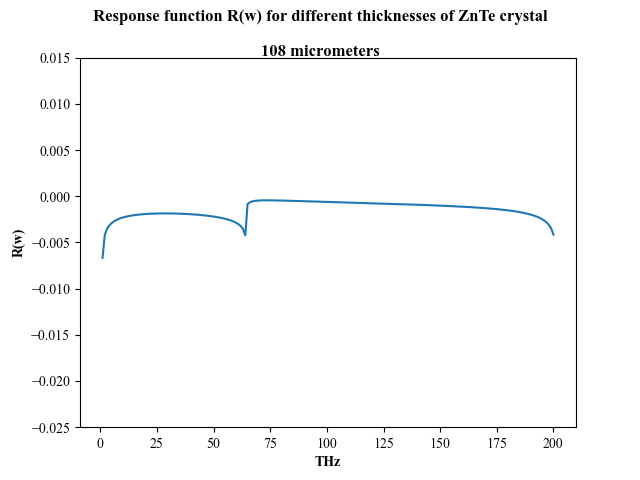 Response function R(w) for different thicknesses of ZnTe crystal
108 micrometers
0.015
0.010
0.005
0.000
−0.005
−0.010
−0.015
−0.020
−0.025
R(w)
0 25 50 75 100 125 150 175 200
THz